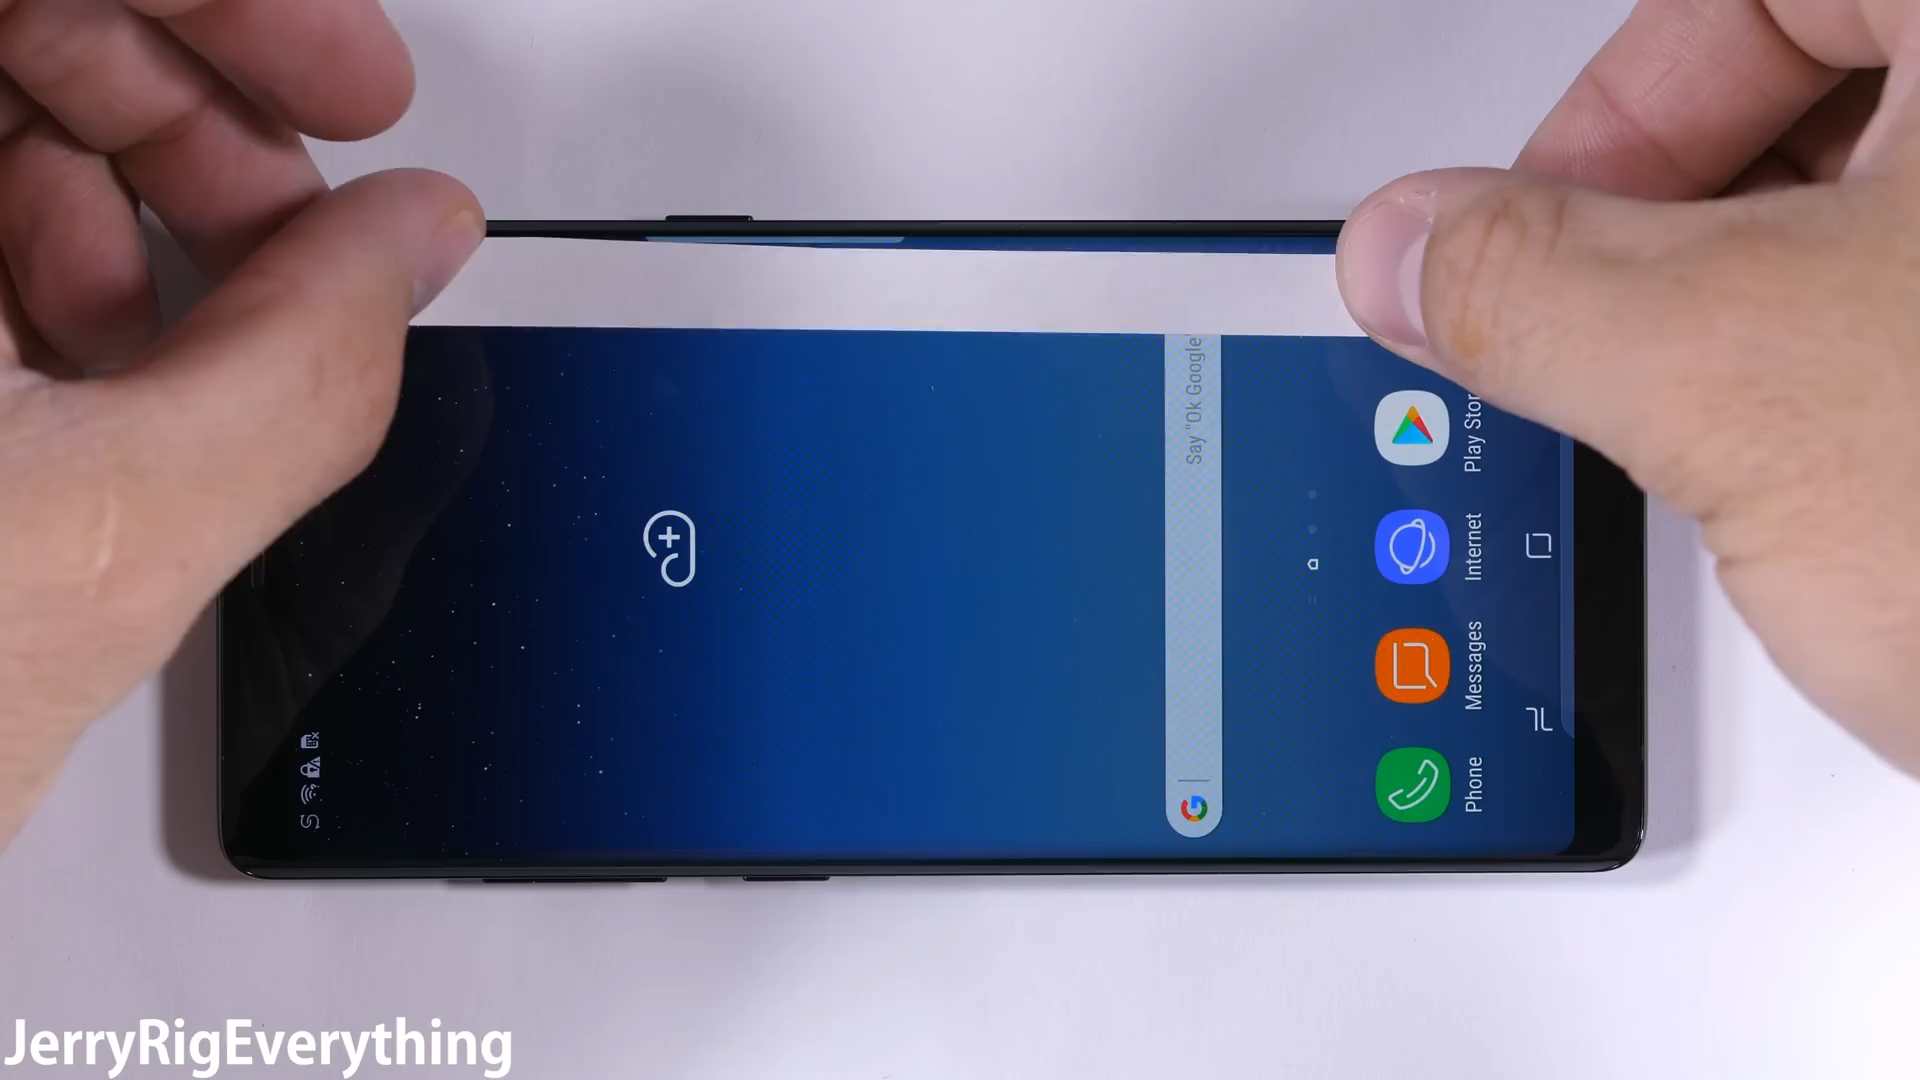 Say "Ok Google
Play Stor
Internet
Messages
Phone
JerryRigEverything